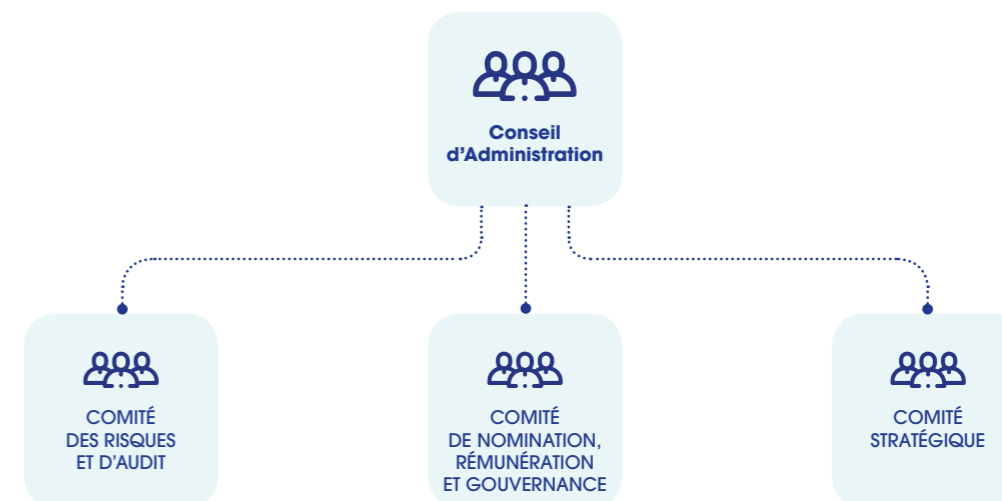 Conseil
d'Administration
COMITÉ
DES RISQUES
ET D'AUDIT
COMITÉ
DE NOMINATION,
RÉMUNÉRATION
ET GOUVERNANCE
COMITÉ
STRATÉGIQUE